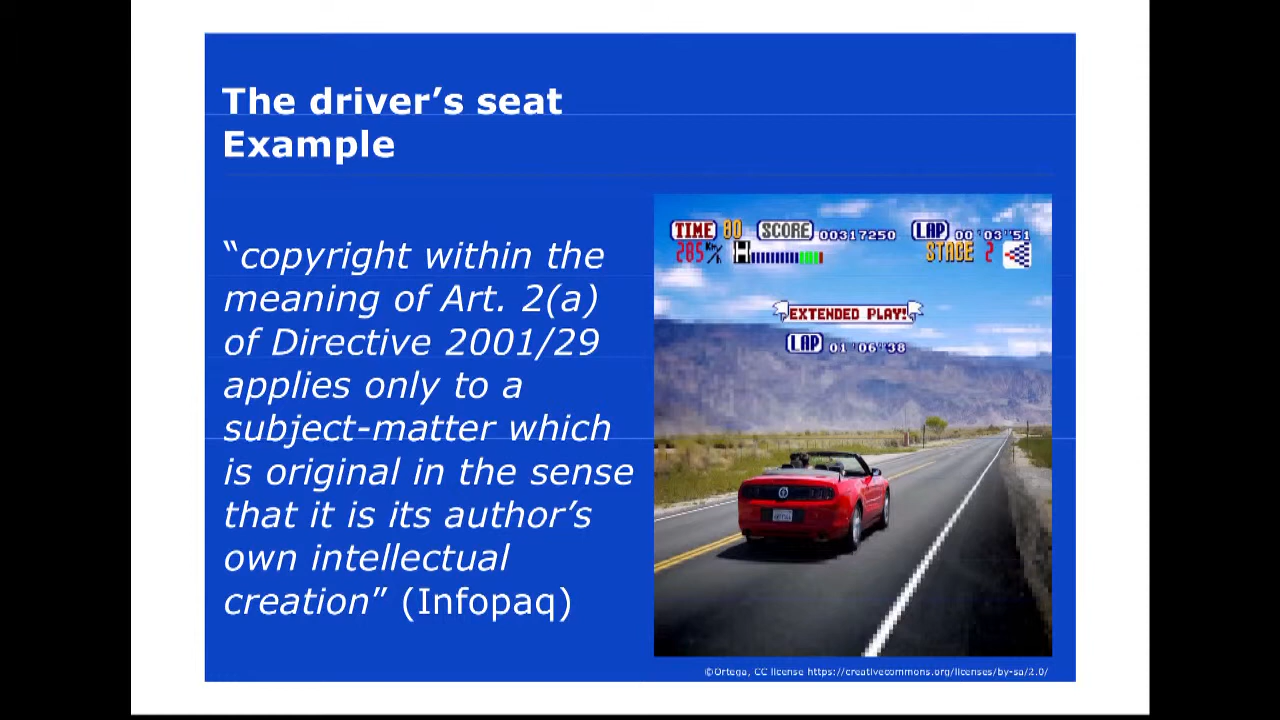 The driver’s seat
Example
“copyright within the
meaning of Art. 2(a)
of Directive 2001/29
applies only to a
subject-matter which
is original in the sense
that it is its author’s
own intellectual
creation” (Infopaq)
TIME 80 SCORE 00317250 LAP 00'03"51
285 Km/h H STAGE 2
EXTENDED PLAY!
LAP 01'06"38
©Ortega, CC license https://creativecommons.org/licenses/by-sa/2.0/